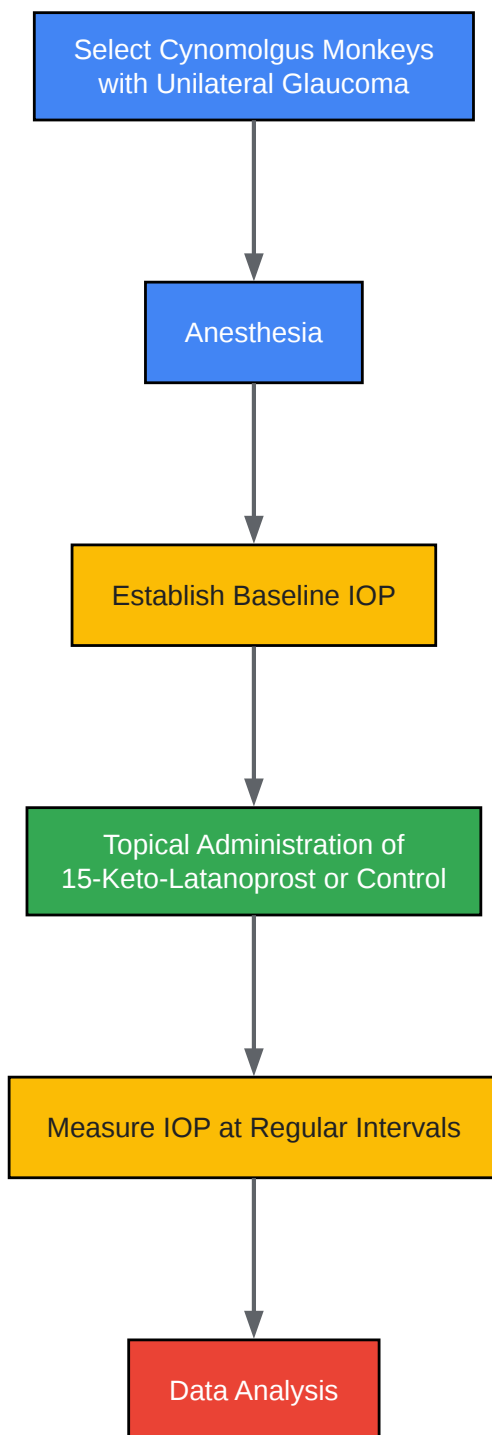 Select Cynomolgus Monkeys
with Unilateral Glaucoma
Anesthesia
Establish Baseline IOP
Topical Administration of
15-Keto-Latanoprost or Control
Measure IOP at Regular Intervals
Data Analysis